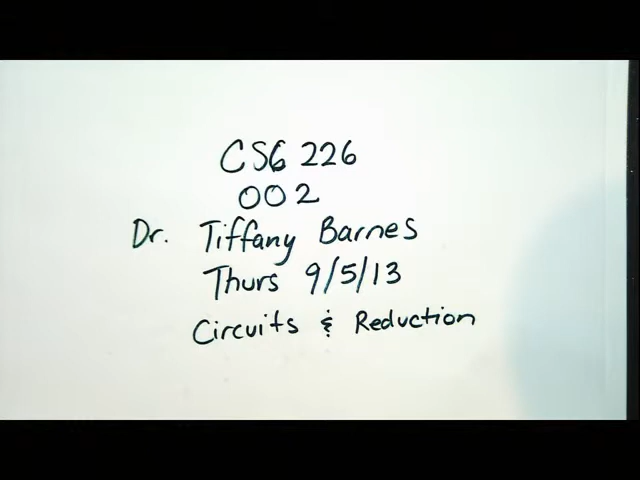 CSC 226
002
Dr. Tiffany Barnes
Thurs 9/5/13
Circuits & Reduction